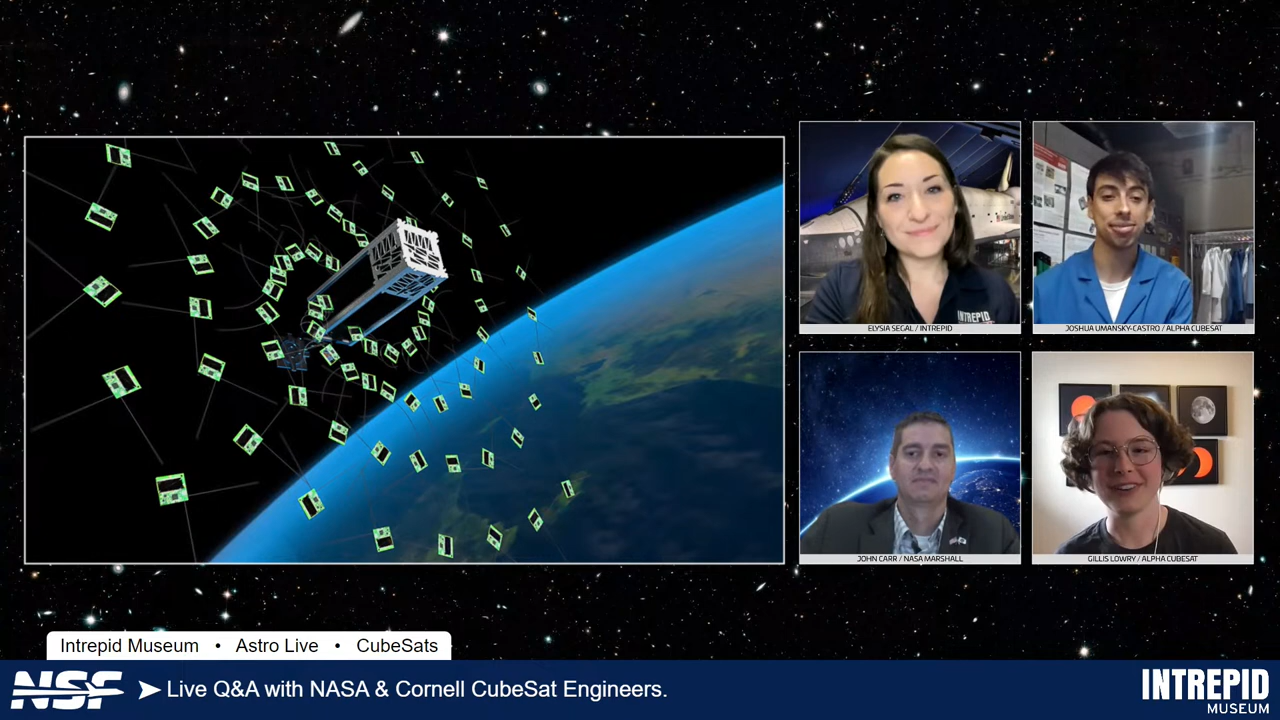 INTREPID
ELYSIA SEGAL / INTREPID
JOSHUA UMANSKY-CASTRO / ALPHA CUBESAT
JOHN CARR / NASA MARSHALL
GILLIS LOWRY / ALPHA CUBESAT
Intrepid Museum • Astro Live • CubeSats
NSF
Live Q&A with NASA & Cornell CubeSat Engineers.
INTREPID
MUSEUM